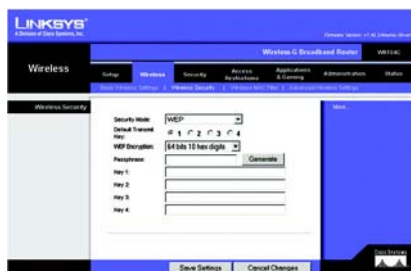 LINKSYS
A Division of Cisco Systems, Inc.
Wireless-G Broadband Router
Wireless
Setup
Wireless
Security
Access Restrictions
Applications & Gaming
Administration
Status
Basic Wireless Settings | Wireless Security | Wireless MAC Filter | Advanced Wireless Settings
Wireless Security
More...
Security Mode: WEP
Default Transmit Key: 1 2 3 4
WEP Encryption: 64 bits 10 hex digits
Passphrase: Generate
Key 1:
Key 2:
Key 3:
Key 4:
Save Settings
Cancel Changes
CISCO SYSTEMS